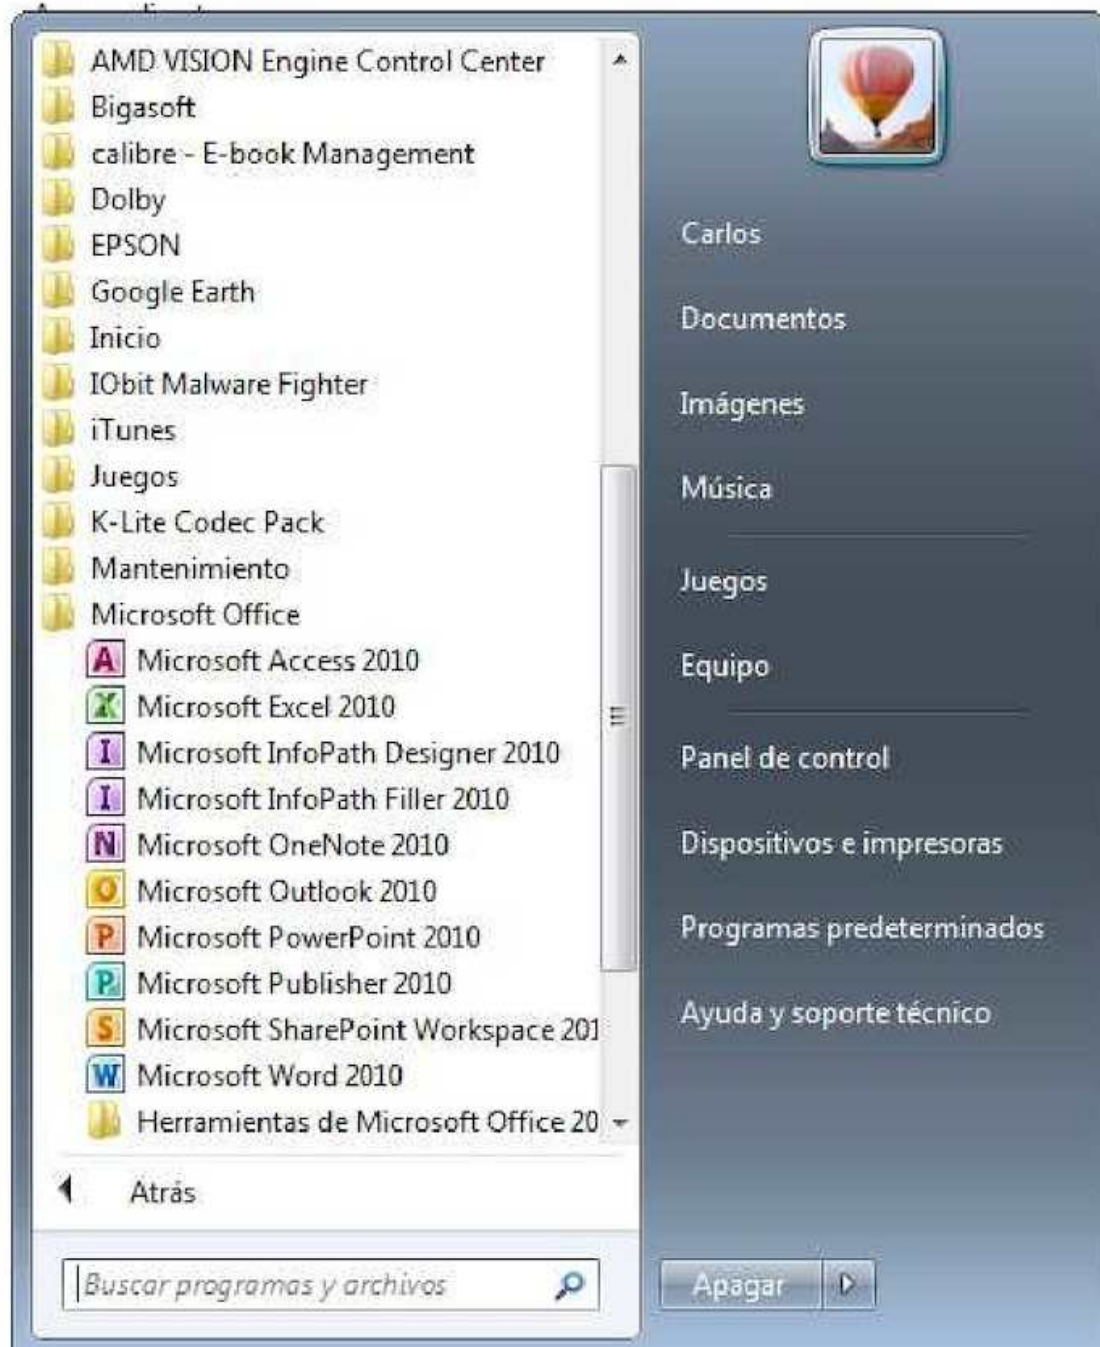 AMD VISION Engine Control Center
Bigasoft
calibre - E-book Management
Dolby
EPSON
Google Earth
Inicio
IObit Malware Fighter
iTunes
Juegos
K-Lite Codec Pack
Mantenimiento
Microsoft Office
Microsoft Access 2010
Microsoft Excel 2010
Microsoft InfoPath Designer 2010
Microsoft InfoPath Filler 2010
Microsoft OneNote 2010
Microsoft Outlook 2010
Microsoft PowerPoint 2010
Microsoft Publisher 2010
Microsoft SharePoint Workspace 201
Microsoft Word 2010
Herramientas de Microsoft Office 20
Atrás
Buscar programas y archivos
Carlos
Documentos
Imágenes
Música
Juegos
Equipo
Panel de control
Dispositivos e impresoras
Programas predeterminados
Ayuda y soporte técnico
Apagar